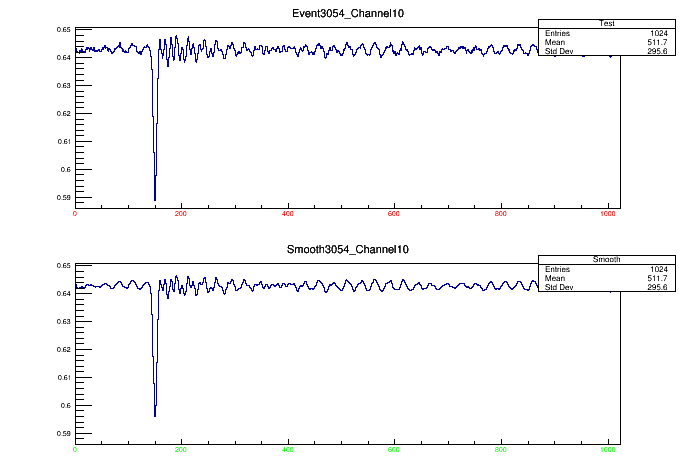 Event3054_Channel10
Test
Entries 1024
Mean 511.7
Std Dev 295.6
0.65
0.64
0.63
0.62
0.61
0.6
0.59
0 200 400 600 800 1000
Smooth3054_Channel10
Smooth
Entries 1024
Mean 511.7
Std Dev 295.6
0.65
0.64
0.63
0.62
0.61
0.6
0.59
0 200 400 600 800 1000